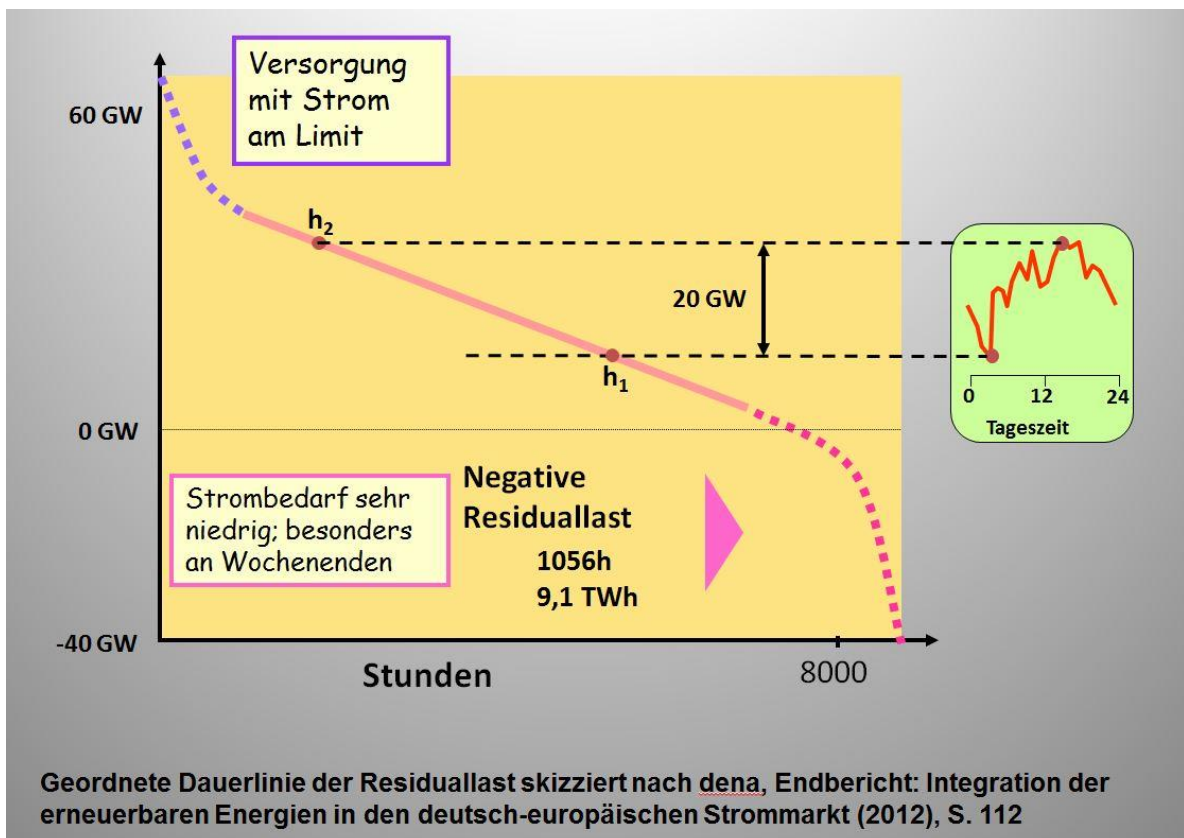 Versorgung
mit Strom
am Limit
60 GW
h2
20 GW
h1
0 12 24
Tageszeit
0 GW
Strombedarf sehr
niedrig; besonders
an Wochenenden
Negative
Residuallast
1056h
9,1 TWh
-40 GW
Stunden
8000
Geordnete Dauerlinie der Residuallast skizziert nach dena, Endbericht: Integration der
erneuerbaren Energien in den deutsch-europäischen Strommarkt (2012), S. 112